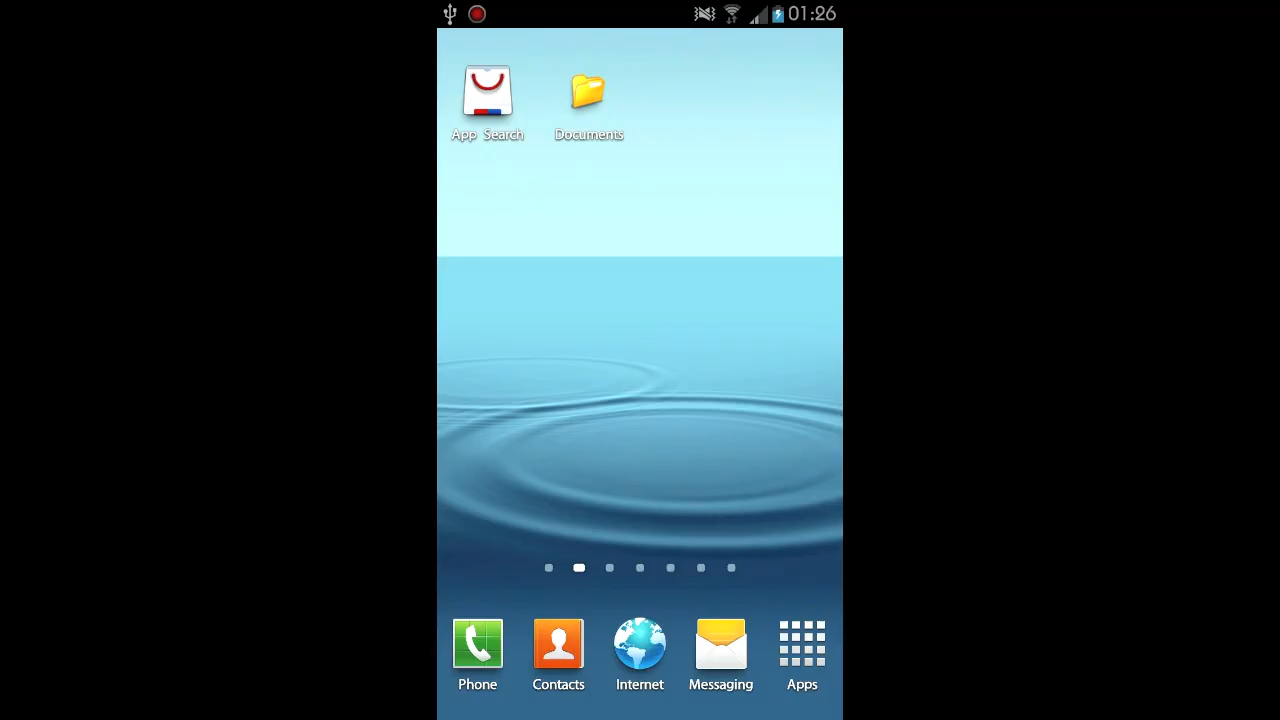 01:26
App Search
Documents
Phone
Contacts
Internet
Messaging
Apps